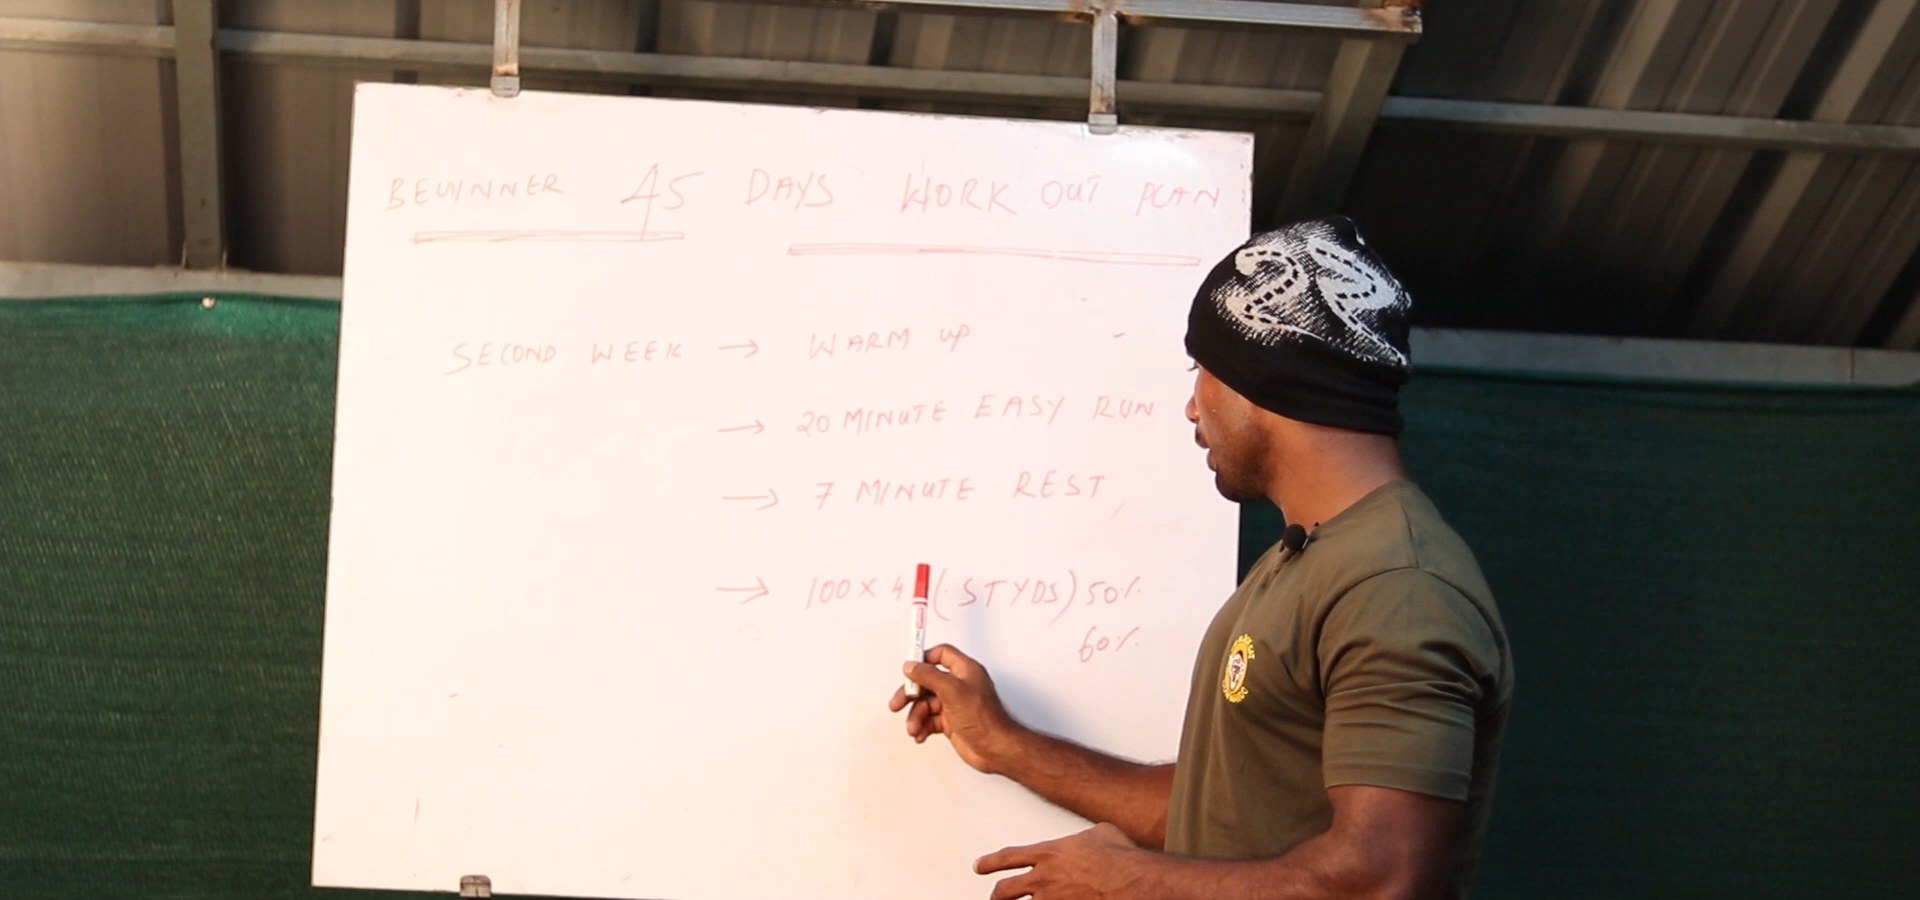 BEGINNER 45 DAYS WORK OUT PLAN
SECOND WEEK → WARM UP
→ 20 MINUTE EASY RUN
→ 7 MINUTE REST
→ 100 × 4 (STYDS) 50%
60%